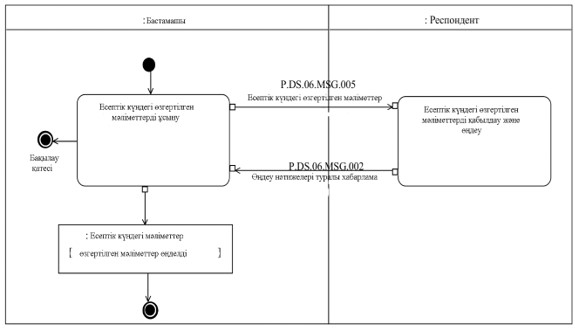 : Бастамашы
: Респондент
P.DS.06.MSG.005
Есептік күндегі өзгертілген мәліметтер
Есептік күндегі өзгертілген
мәліметтерді ұсыну
Есептік күндегі өзгертілген
мәліметтерді қабылдау және
өңдеу
Бақылау
қатесі
P.DS.06.MSG.002
Өңдеу нәтижелері туралы хабарлама
: Есептік күндегі мәліметтер
[ өзгертілген мәліметтер өңделді ]